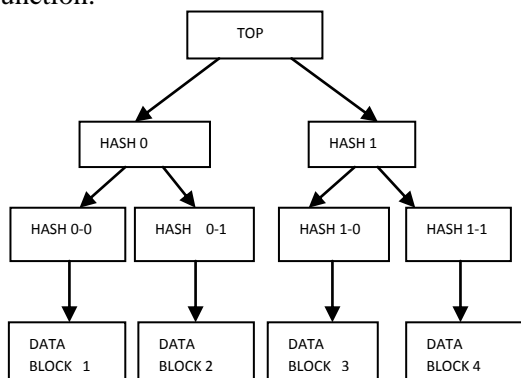 unction.
TOP
HASH 0 HASH 1
HASH 0-0 HASH 0-1 HASH 1-0 HASH 1-1
DATA DATA DATA DATA
BLOCK 1 BLOCK 2 BLOCK 3 BLOCK 4